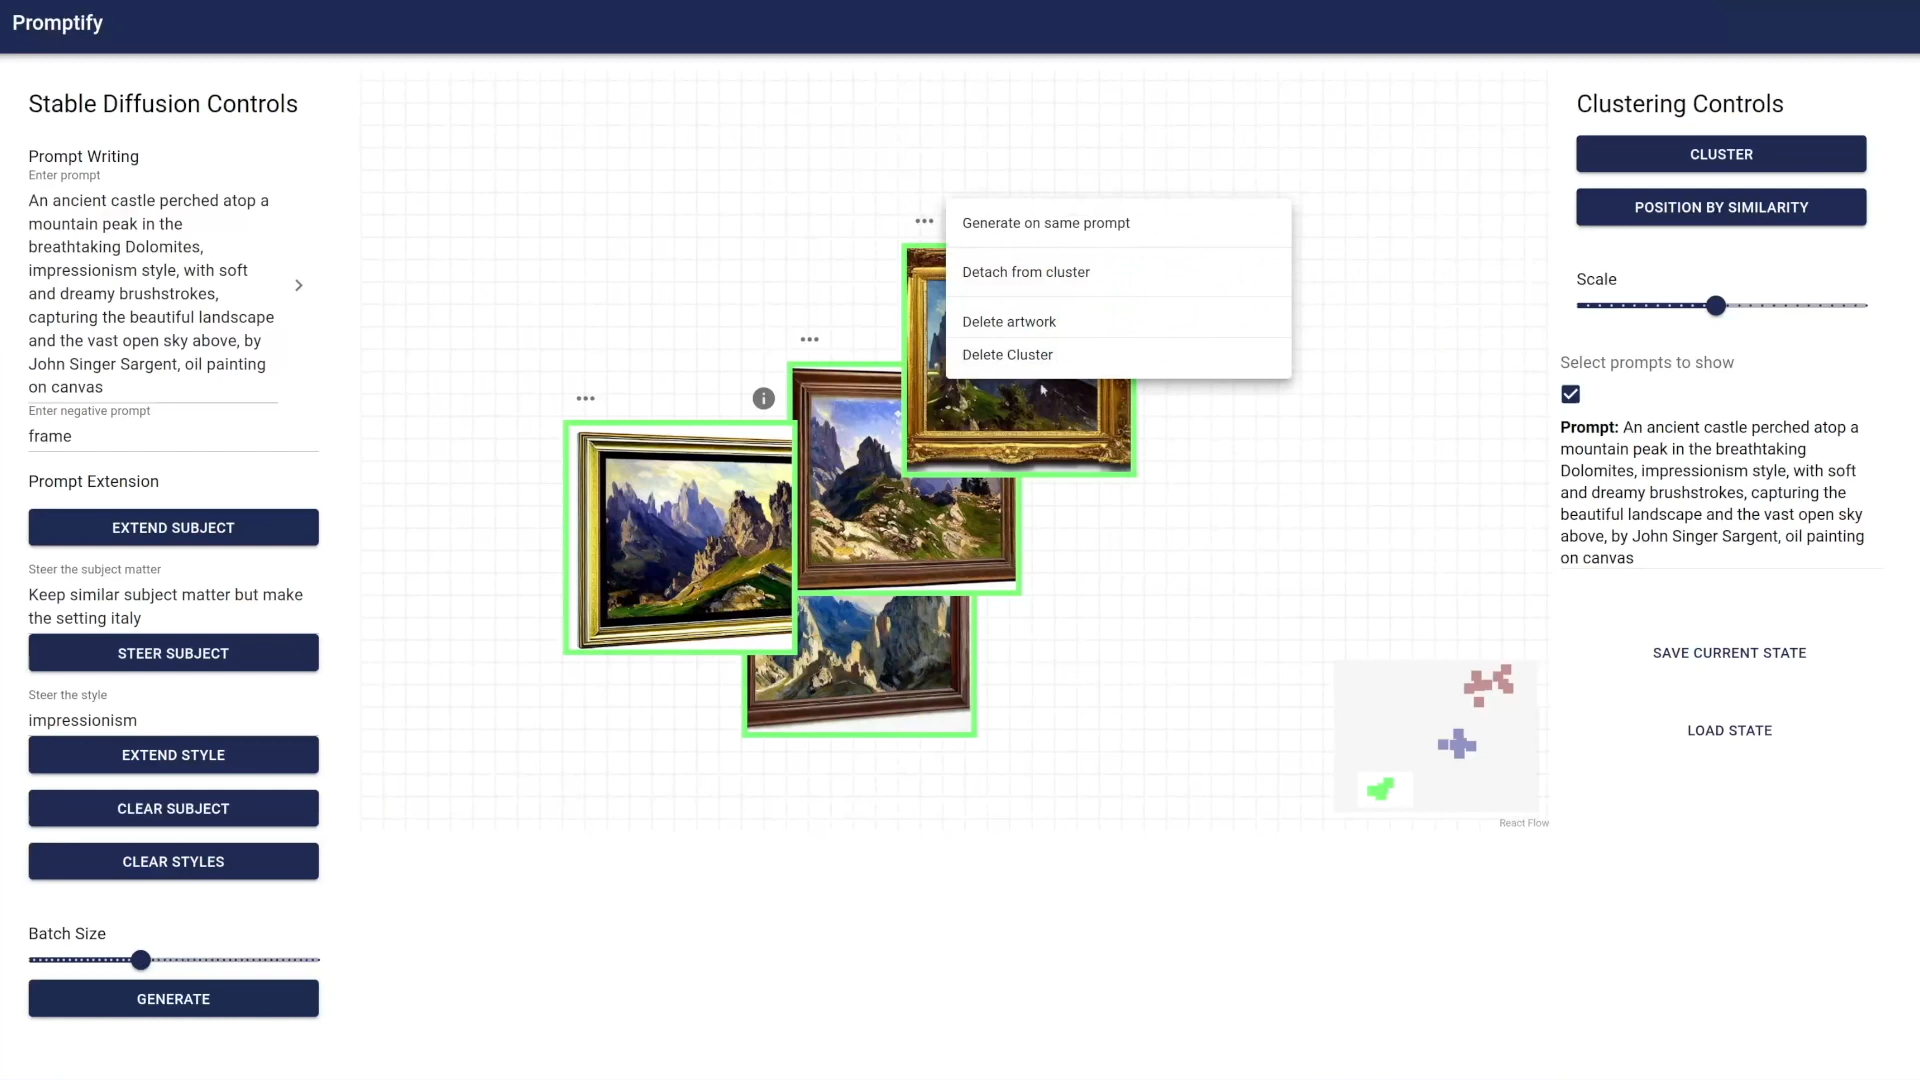 Promptify
Stable Diffusion Controls
Prompt Writing
Enter prompt
An ancient castle perched atop a
mountain peak in the
breathtaking Dolomites,
impressionism style, with soft
and dreamy brushstrokes,
capturing the beautiful landscape
and the vast open sky above, by
John Singer Sargent, oil painting
on canvas
Enter negative prompt
frame
Prompt Extension
EXTEND SUBJECT
Steer the subject matter
Keep similar subject matter but make
the setting italy
STEER SUBJECT
Steer the style
impressionism
EXTEND STYLE
CLEAR SUBJECT
CLEAR STYLES
Batch Size
GENERATE
Generate on same prompt
Detach from cluster
Delete artwork
Delete Cluster
React Flow
Clustering Controls
CLUSTER
POSITION BY SIMILARITY
Scale
Select prompts to show
Prompt: An ancient castle perched atop a
mountain peak in the breathtaking
Dolomites, impressionism style, with soft
and dreamy brushstrokes, capturing the
beautiful landscape and the vast open sky
above, by John Singer Sargent, oil painting
on canvas
SAVE CURRENT STATE
LOAD STATE